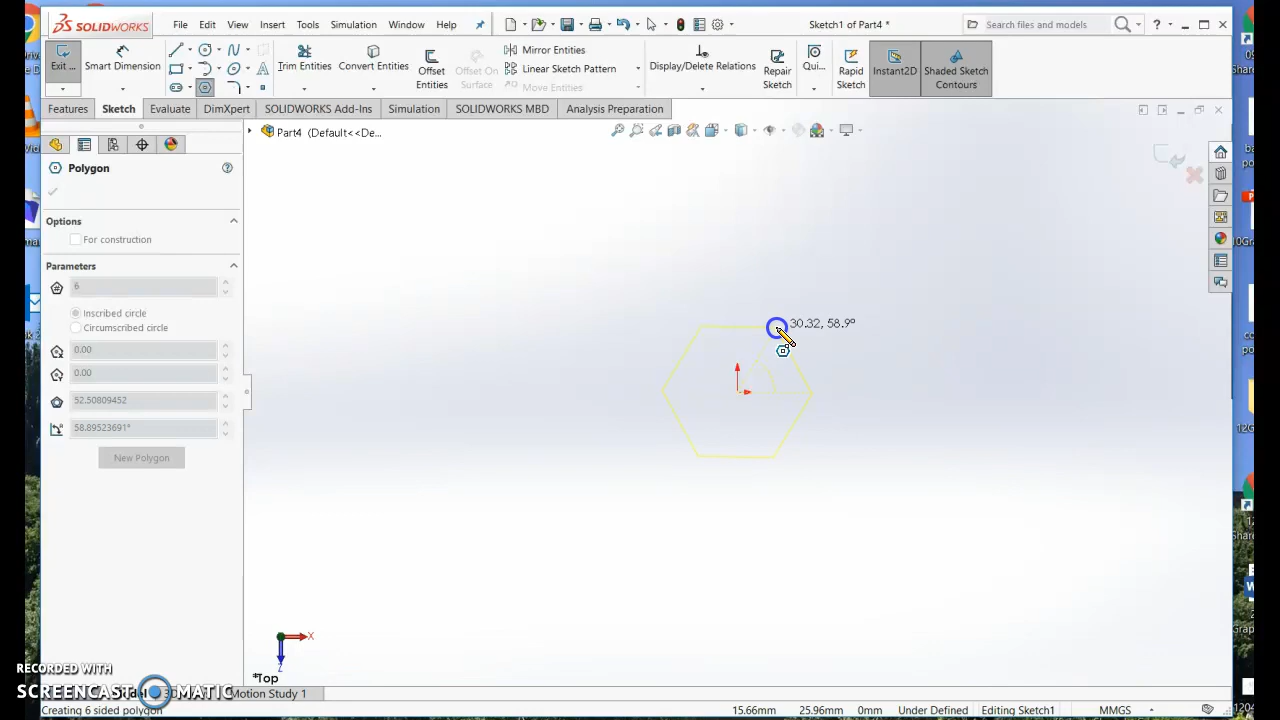 SOLIDWORKS
File Edit View Insert Tools Simulation Window Help
Sketch1 of Part4 *
Search files and models
?
Exit ...
Smart Dimension
Trim Entities
Convert Entities
Offset Entities
Offset On Surface
Mirror Entities
Linear Sketch Pattern
Move Entities
Display/Delete Relations
Repair Sketch
Qui...
Rapid Sketch
Instant2D
Shaded Sketch Contours
Features Sketch Evaluate DimXpert SOLIDWORKS Add-Ins Simulation SOLIDWORKS MBD Analysis Preparation
Part4 (Default<<De...
Polygon
?
Options
For construction
Parameters
6
Inscribed circle
Circumscribed circle
0.00
0.00
52.50809452
58.89523691°
New Polygon
30.32, 58.9°
X
Z
*Top
RECORDED WITH
SCREENCAST MATIC
Motion Study 1
Creating 6 sided polygon
15.66mm 25.96mm 0mm Under Defined Editing Sketch1 MMGS